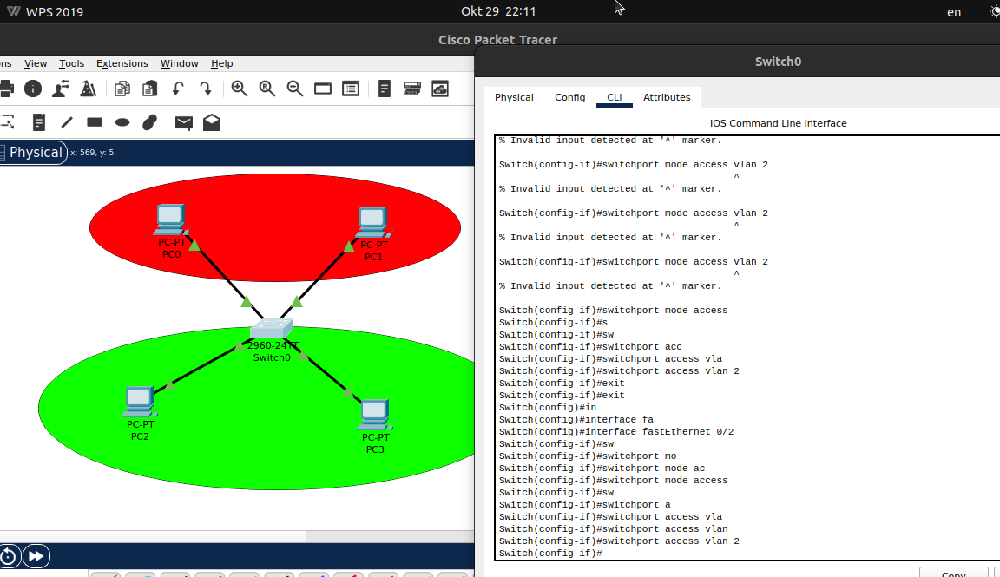 WPS 2019
Okt 29 22:11
en
Cisco Packet Tracer
ns View Tools Extensions Window Help
Physical x: 569, y: 5
PC-PT
PC0
PC-PT
PC1
2960-24TT
Switch0
PC-PT
PC2
PC-PT
PC3
Switch0
Physical Config CLI Attributes
IOS Command Line Interface
% Invalid input detected at '^' marker.
Switch(config-if)#switchport mode access vlan 2
^
% Invalid input detected at '^' marker.
Switch(config-if)#switchport mode access vlan 2
^
% Invalid input detected at '^' marker.
Switch(config-if)#switchport mode access vlan 2
^
% Invalid input detected at '^' marker.
Switch(config-if)#switchport mode access
Switch(config-if)#s
Switch(config-if)#sw
Switch(config-if)#switchport acc
Switch(config-if)#switchport access vla
Switch(config-if)#switchport access vlan 2
Switch(config-if)#exit
Switch(config-if)#exit
Switch(config)#in
Switch(config)#interface fa
Switch(config)#interface fastEthernet 0/2
Switch(config-if)#sw
Switch(config-if)#switchport mo
Switch(config-if)#switchport mode ac
Switch(config-if)#switchport mode access
Switch(config-if)#sw
Switch(config-if)#switchport a
Switch(config-if)#switchport access vla
Switch(config-if)#switchport access vlan
Switch(config-if)#switchport access vlan 2
Switch(config-if)#
Copy